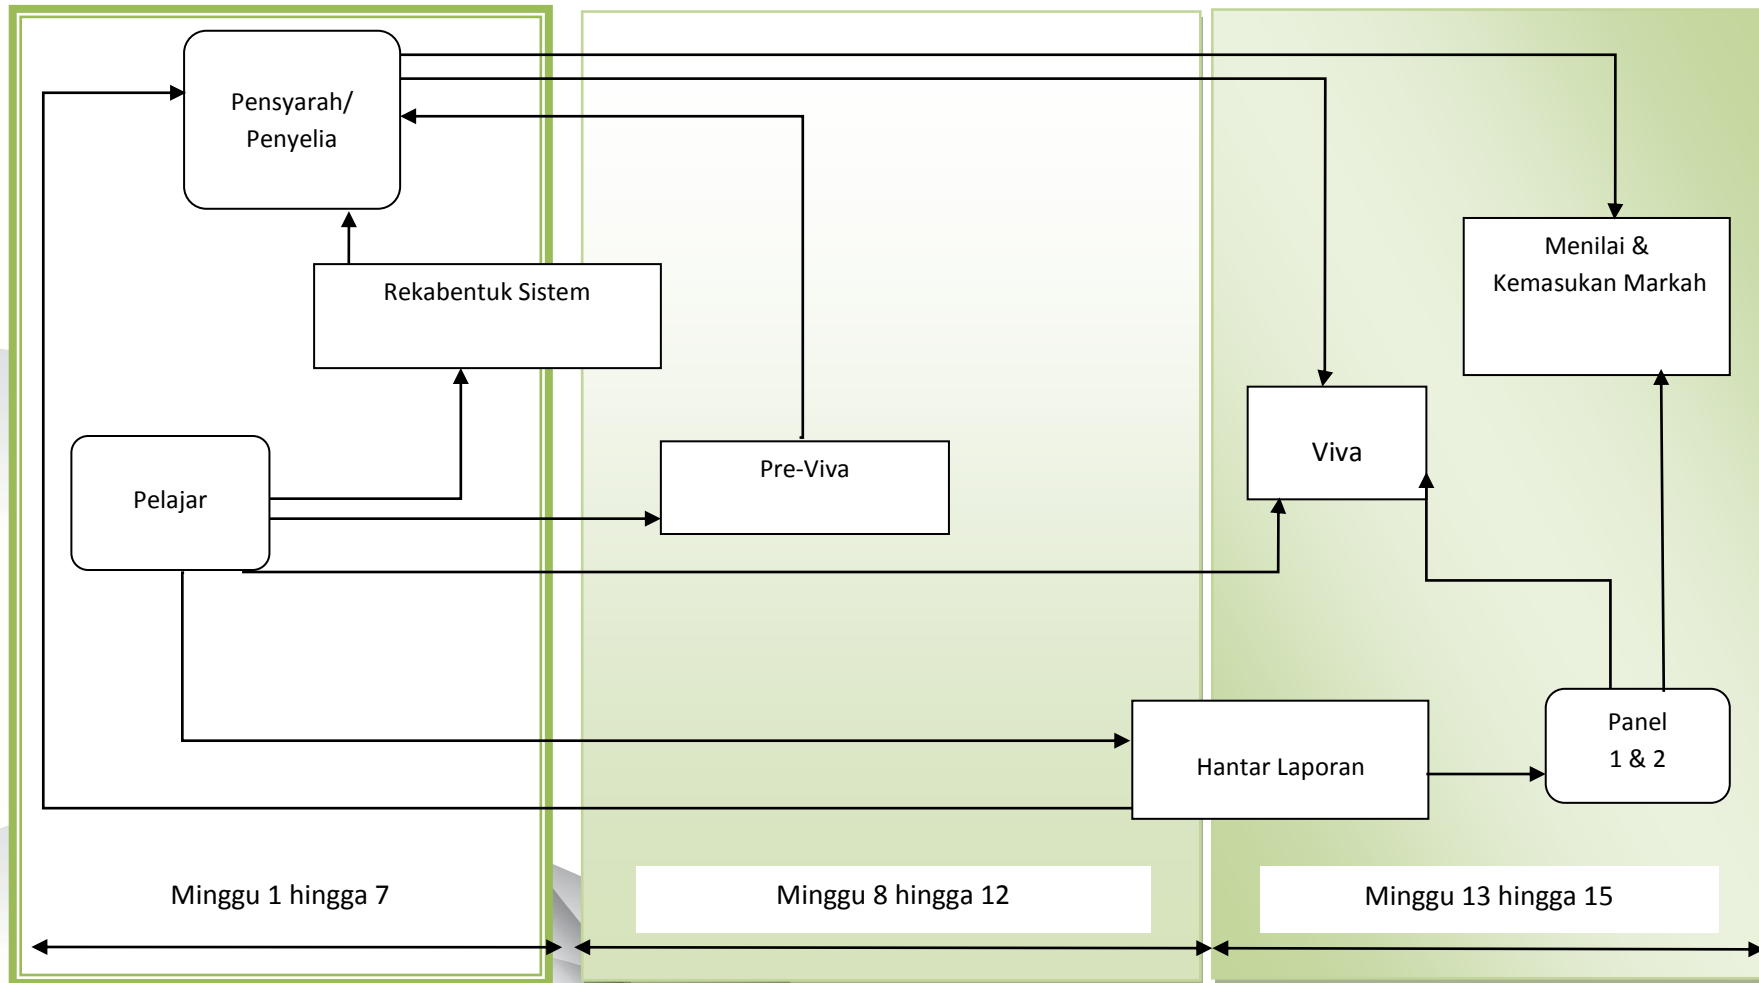 Pensyarah/
Penyelia
Menilai &
Kemasukan Markah
Rekabentuk Sistem
Viva
Pre-Viva
Pelajar
Panel
1 & 2
Hantar Laporan
Minggu 1 hingga 7
Minggu 8 hingga 12
Minggu 13 hingga 15